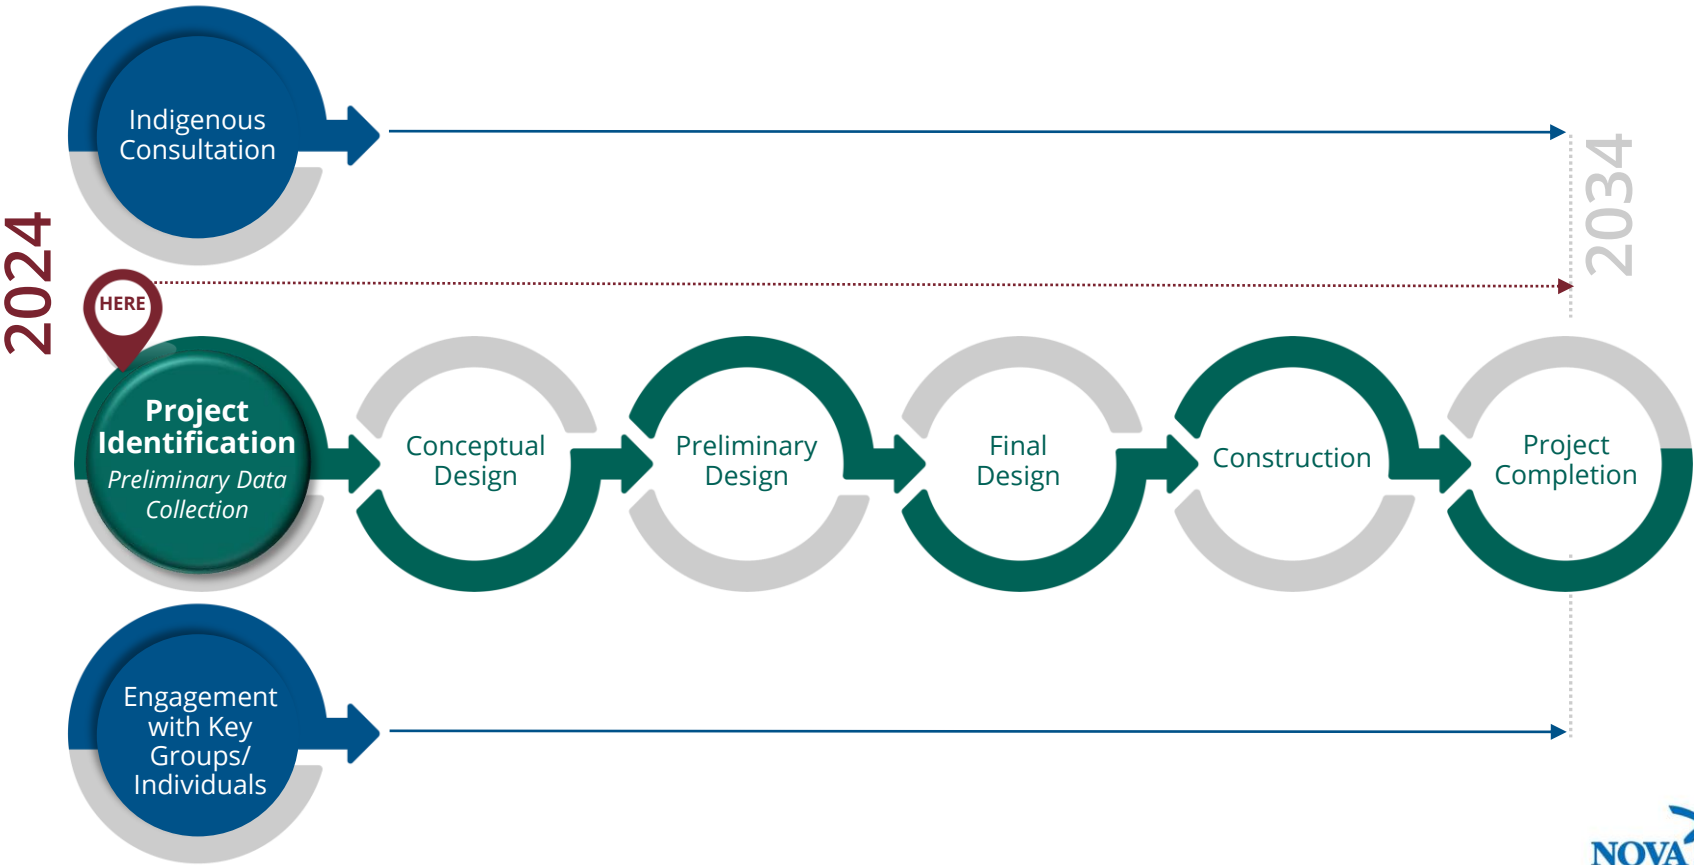 Indigenous
Consultation
2024
2034
HERE
Project
Identification
Preliminary Data
Collection
Conceptual
Design
Preliminary
Design
Final
Design
Construction
Project
Completion
Engagement
with Key
Groups/
Individuals
NOVA